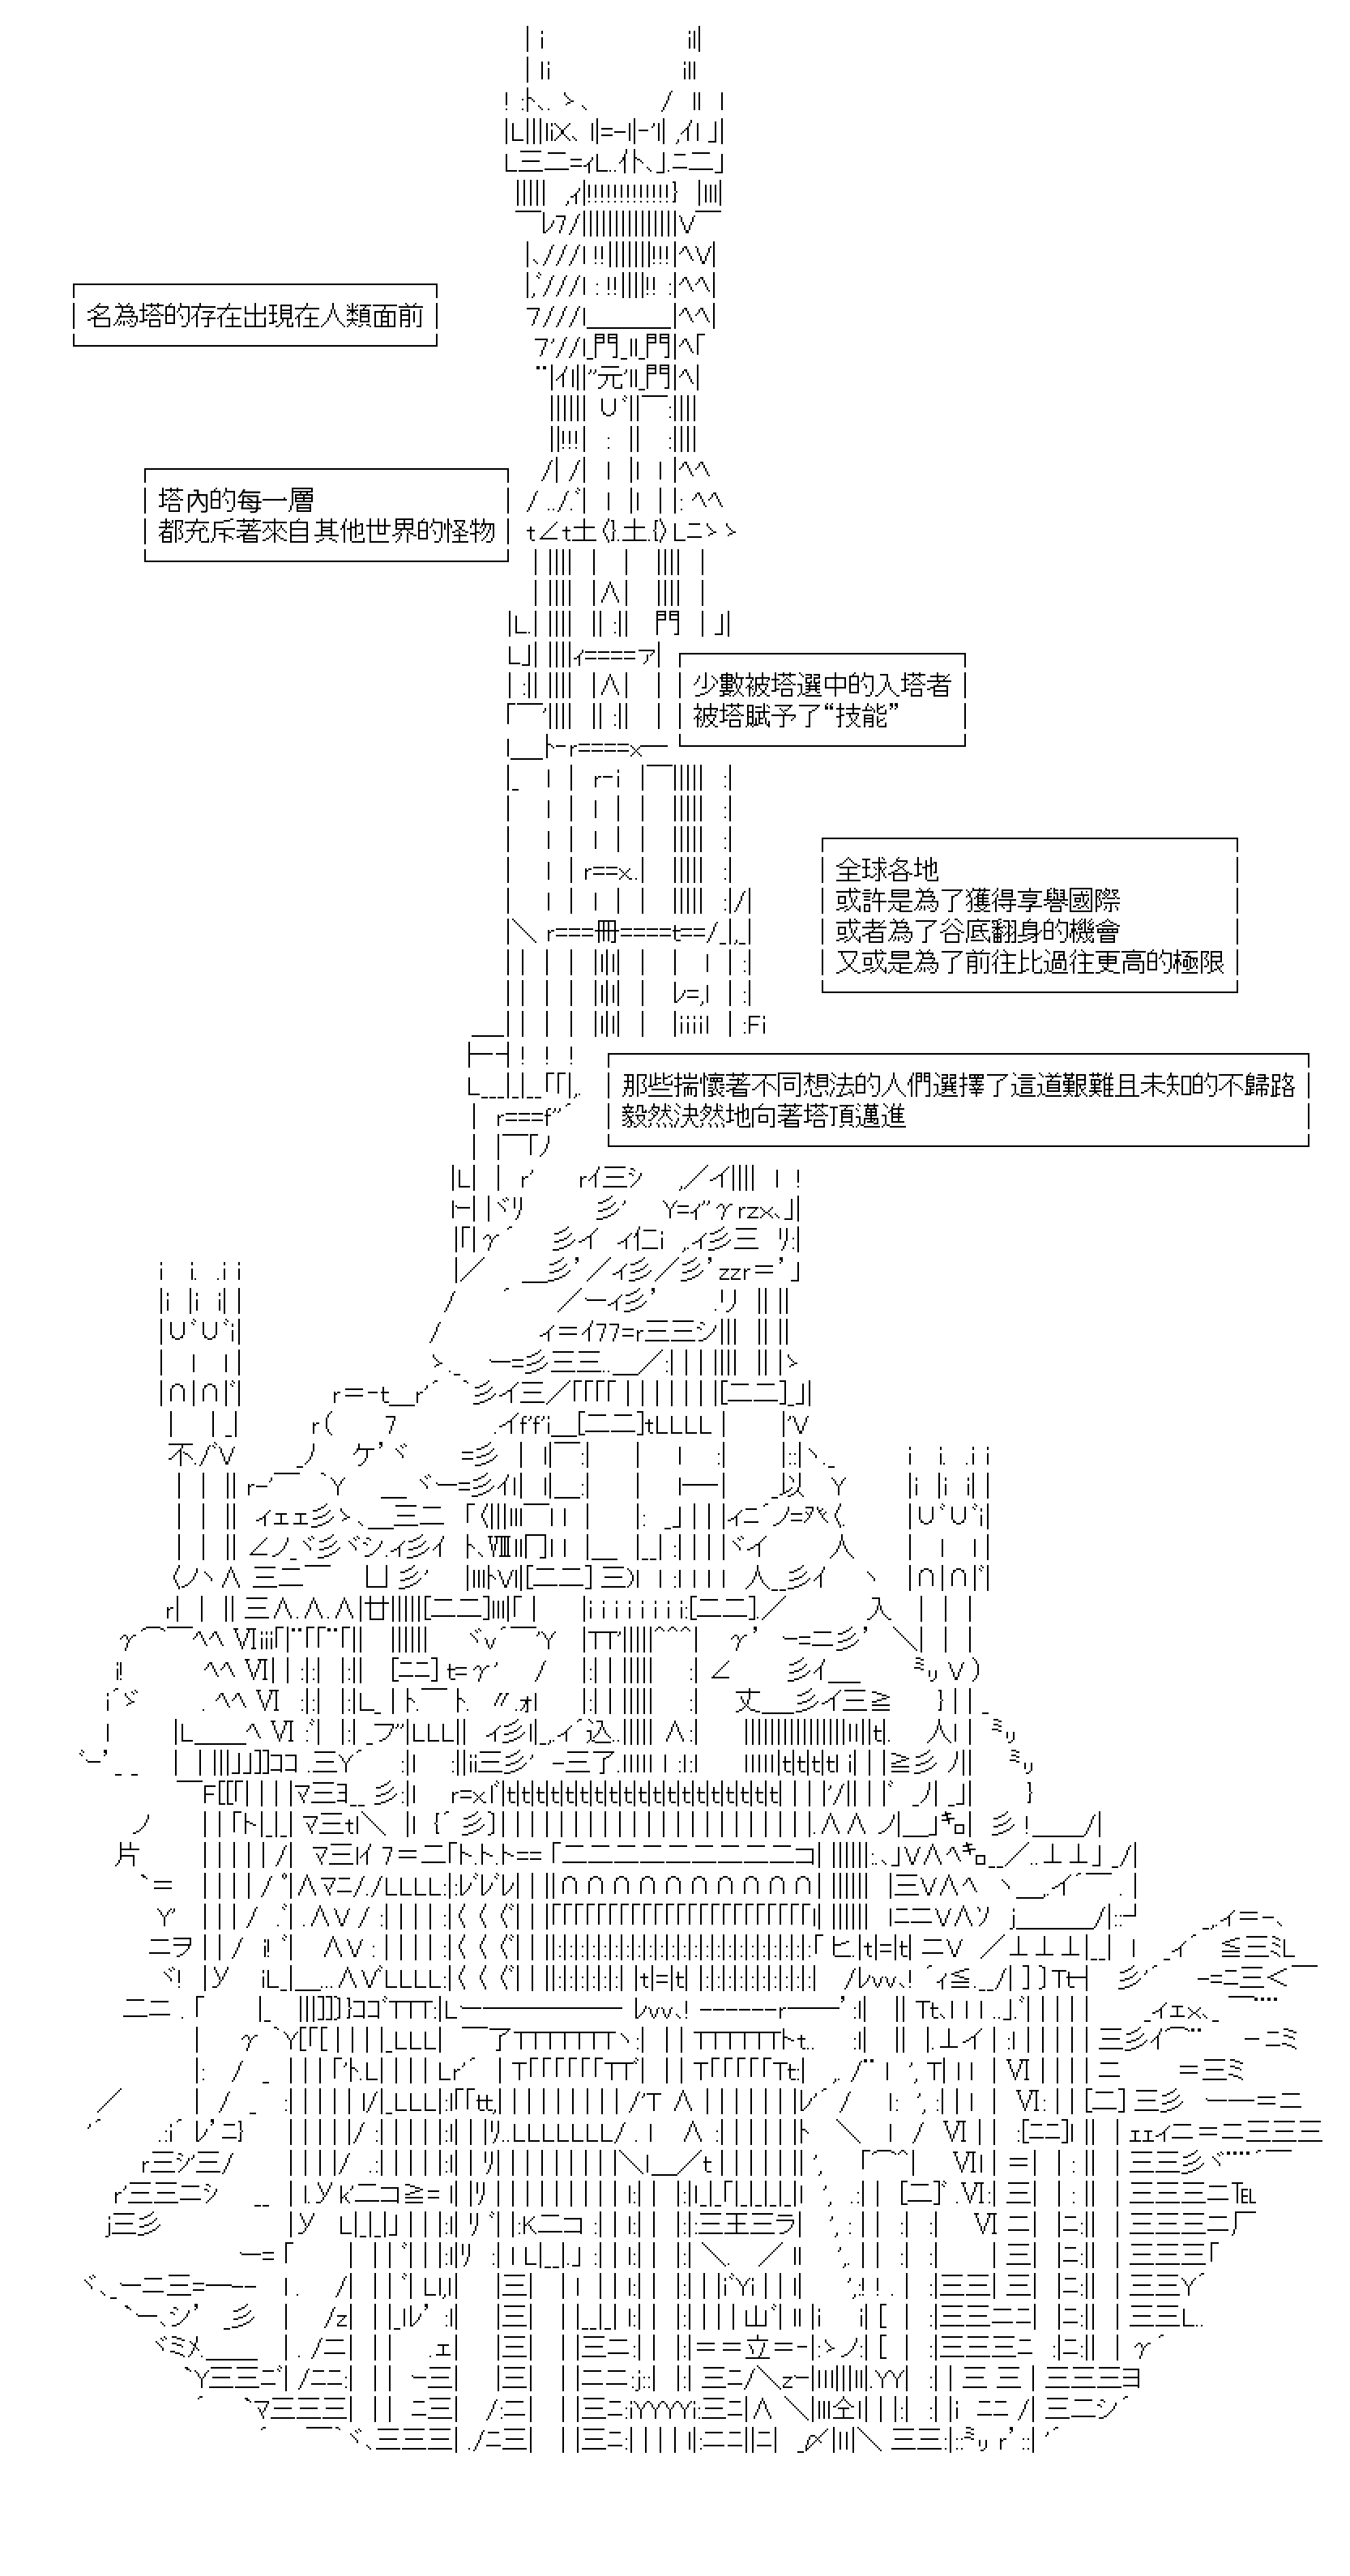 名為塔的存在出現在人類面前
塔內的每一層
都充斥著來自其他世界的怪物
少數被塔選中的入塔者
被塔賦予了“技能”
全球各地
或許是為了獲得享譽國際
或者為了谷底翻身的機會
又或是為了前往比過往更高的極限
那些揣懷著不同想法的人們選擇了這道艱難且未知的不歸路
毅然決然地向著塔頂邁進